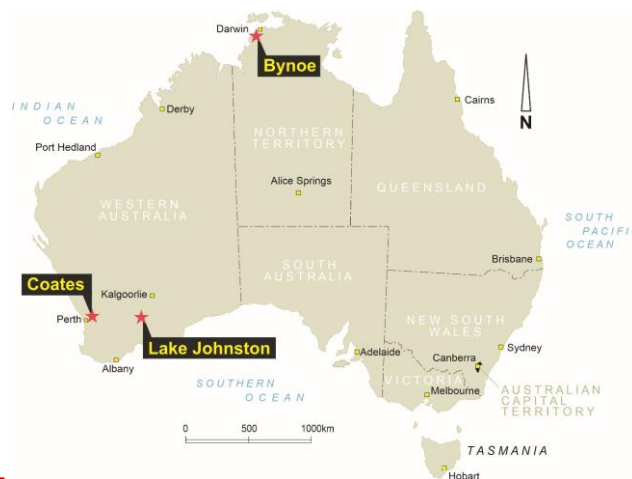 Darwin
Bynoe
Cairns
N
INDIAN
OCEAN
Derby
NORTHERN
TERRITORY
Port Hedland
Alice Springs
QUEENSLAND
WESTERN
AUSTRALIA
SOUTH
PACIFI
OCEAN
SOUTH
AUSTRALIA
Brisbane
Coates
Kalgoorlie
Perth
Lake Johnston
NEW SOUTH
WALES
Sydney
Adelaide
Canberra
Albany
SOUTHERN
OCEAN
VICTORIA
AUSTRALIAN
CAPITAL
TERRITORY
Melbourne
0 500 1000km
TASMANIA
Hobart